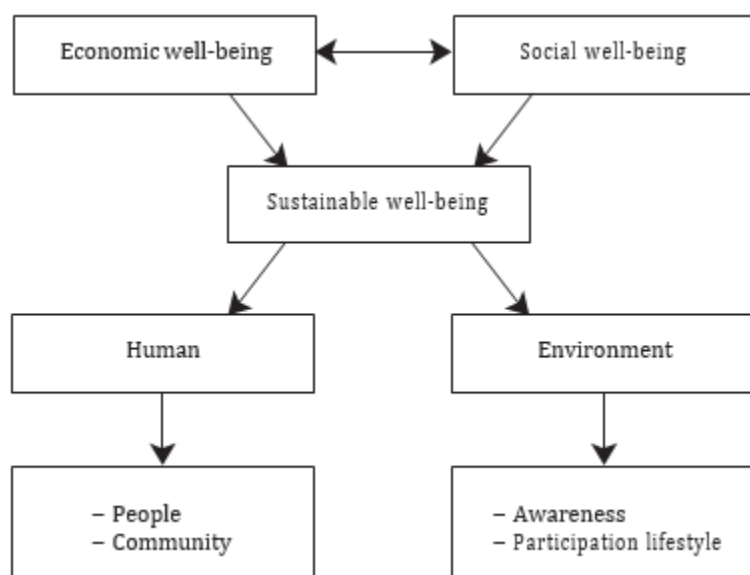 Economic well-being
Social well-being
Sustainable well-being
Human
Environment
– People
– Community
– Awareness
– Participation lifestyle